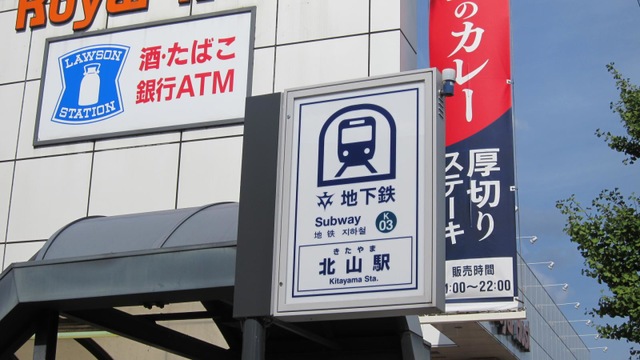 Royal
LAWSON
STATION
酒・たばこ
銀行ATM
地下鉄
Subway
地铁 지하철
K
03
きたやま
北山駅
Kitayama Sta.
のカレー
厚切り
ステーキ
販売時間
:00〜22:00